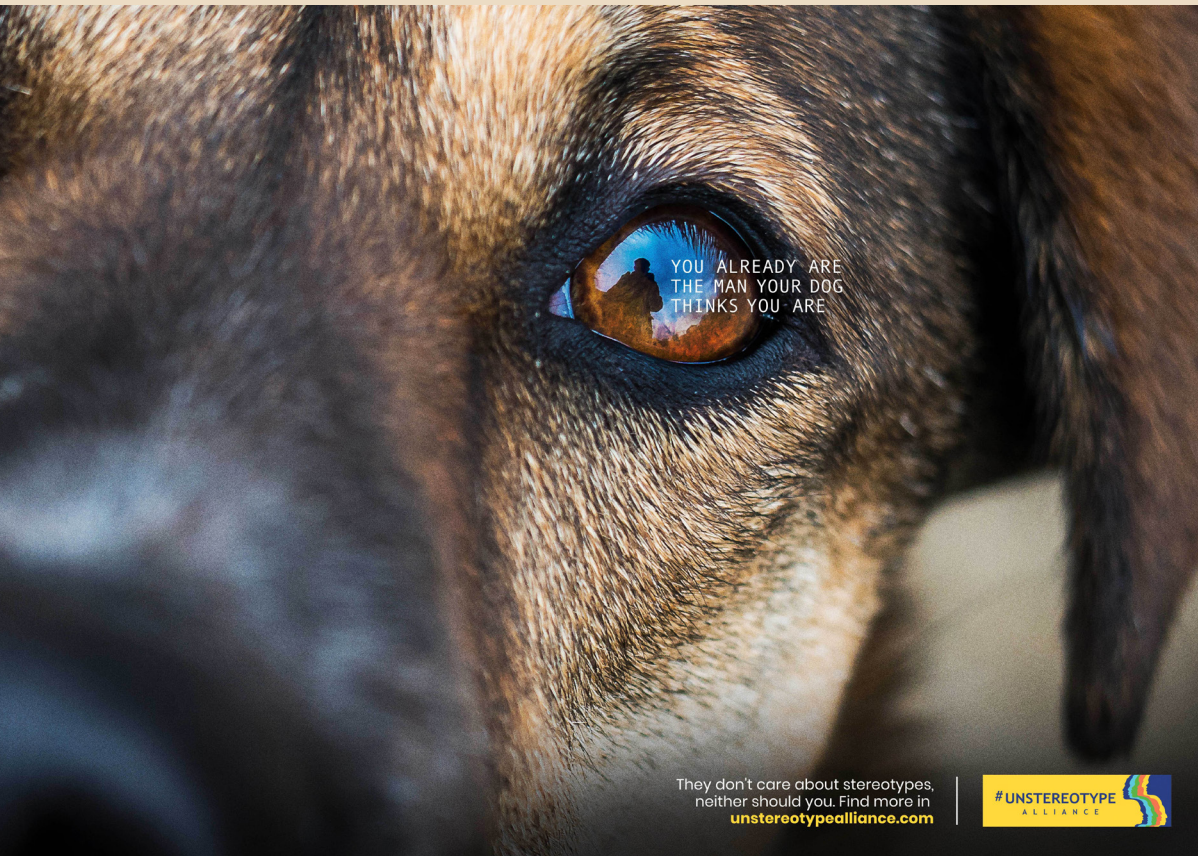 YOU ALREADY ARE
THE MAN YOUR DOG
THINKS YOU ARE
They don't care about stereotypes,
neither should you. Find more in
unstereotypealliance.com
#UNSTEREOTYPE
ALLIANCE